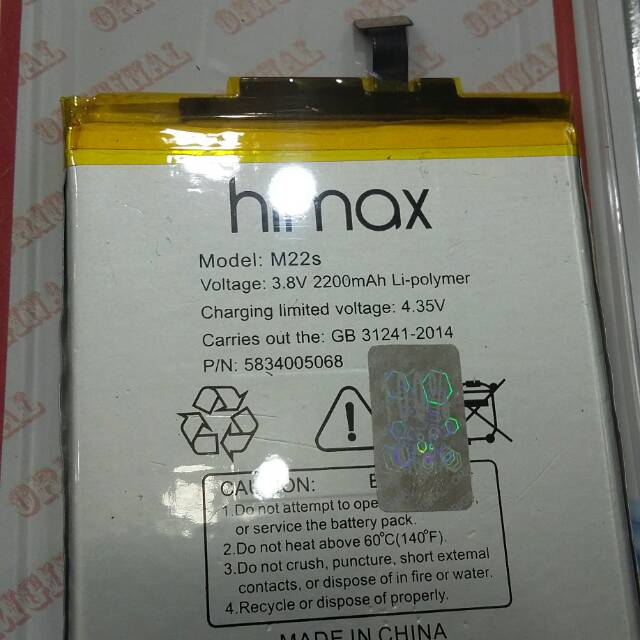 ORIGINAL
himax
Model: M22s
Voltage: 3.8V 2200mAh Li-polymer
Charging limited voltage: 4.35V
Carries out the: GB 31241-2014
P/N: 5834005068
CAUTION:
1.Do not attempt to
or service the battery pack.
2.Do not heat above 60℃(140℉).
3.Do not crush, puncture, short external
contacts, or dispose of in fire or water.
4.Recycle or dispose of properly.
MADE IN CHINA